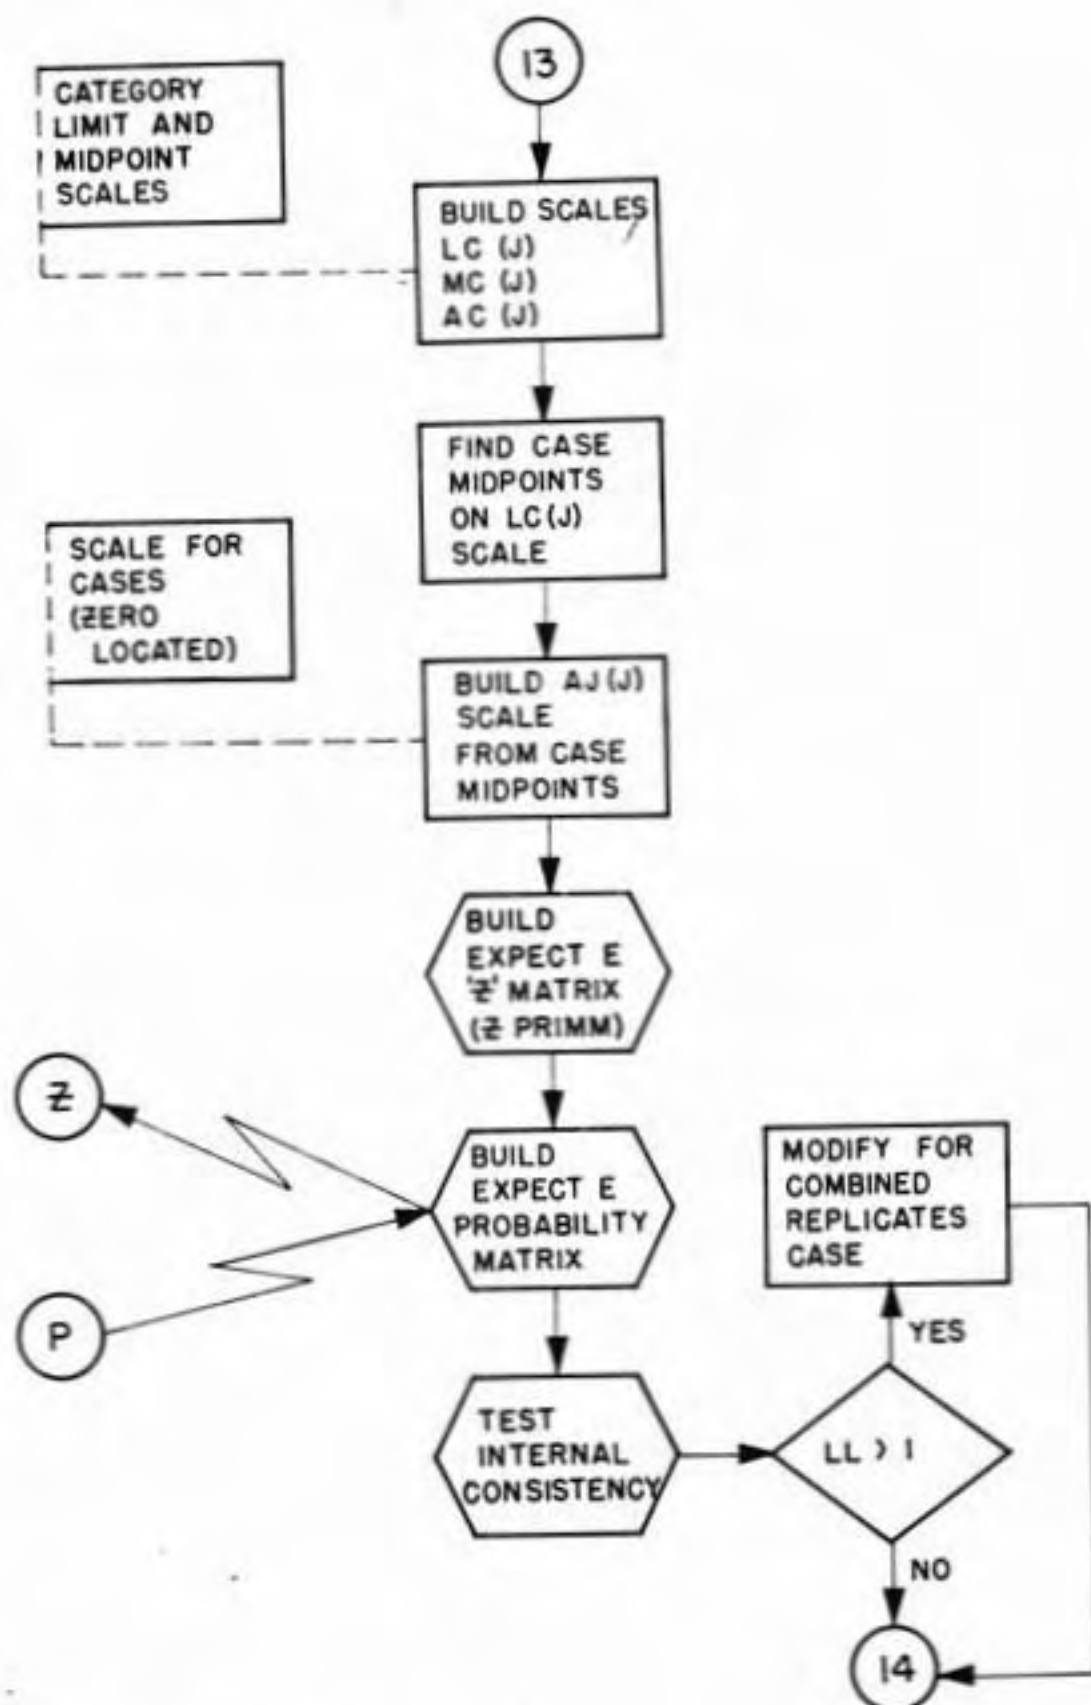 13
CATEGORY
LIMIT AND
MIDPOINT
SCALES
BUILD SCALES
LC (J)
MC (J)
AC (J)
FIND CASE
MIDPOINTS
ON LC(J)
SCALE
SCALE FOR
CASES
(ZERO
LOCATED)
BUILD AJ(J)
SCALE
FROM CASE
MIDPOINTS
BUILD
EXPECT E
'Z' MATRIX
(Z PRIMM)
Z
BUILD
EXPECT E
PROBABILITY
MATRIX
MODIFY FOR
COMBINED
REPLICATES
CASE
P
YES
TEST
INTERNAL
CONSISTENCY
LL > 1
NO
14